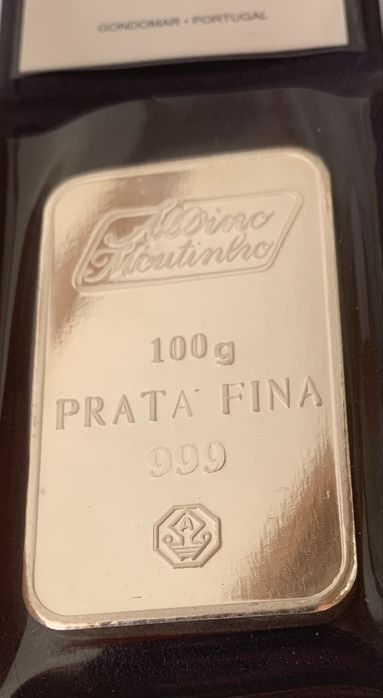 GONDOMAR - PORTUGAL
Albino
Moutinho
100g
PRATA FINA
999
A